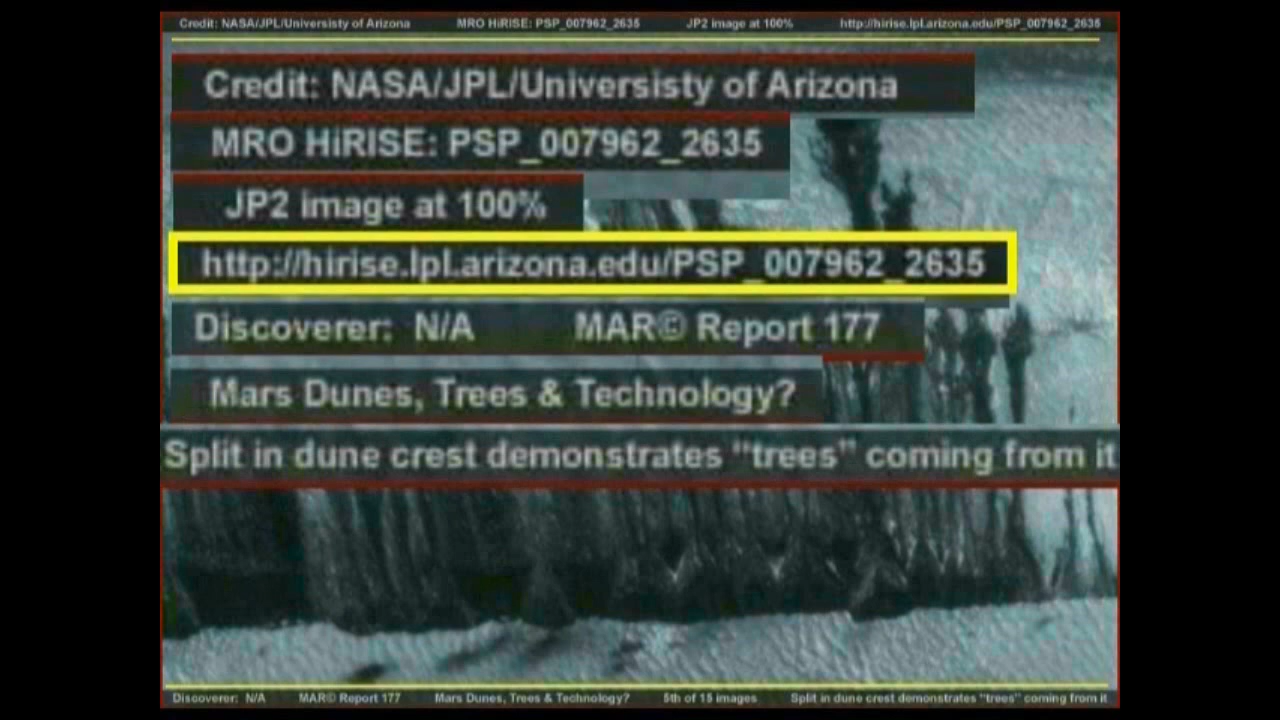 Credit: NASA/JPL/Universisty of Arizona MRO HiRISE: PSP_007962_2635 JP2 image at 100% http://hirise.lpl.arizona.edu/PSP_007962_2635
Credit: NASA/JPL/Universisty of Arizona
MRO HiRISE: PSP_007962_2635
JP2 image at 100%
http://hirise.lpl.arizona.edu/PSP_007962_2635
Discoverer: N/A MAR© Report 177
Mars Dunes, Trees & Technology?
Split in dune crest demonstrates "trees" coming from it
Discoverer: N/A MAR© Report 177 Mars Dunes, Trees & Technology? 5th of 15 images Split in dune crest demonstrates "trees" coming from it